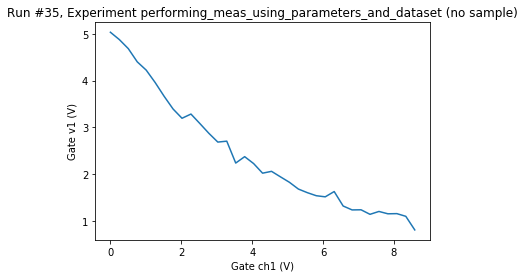 Run #35, Experiment performing_meas_using_parameters_and_dataset (no sample)
5
4
3
2
1
Gate v1 (V)
0 2 4 6 8
Gate ch1 (V)